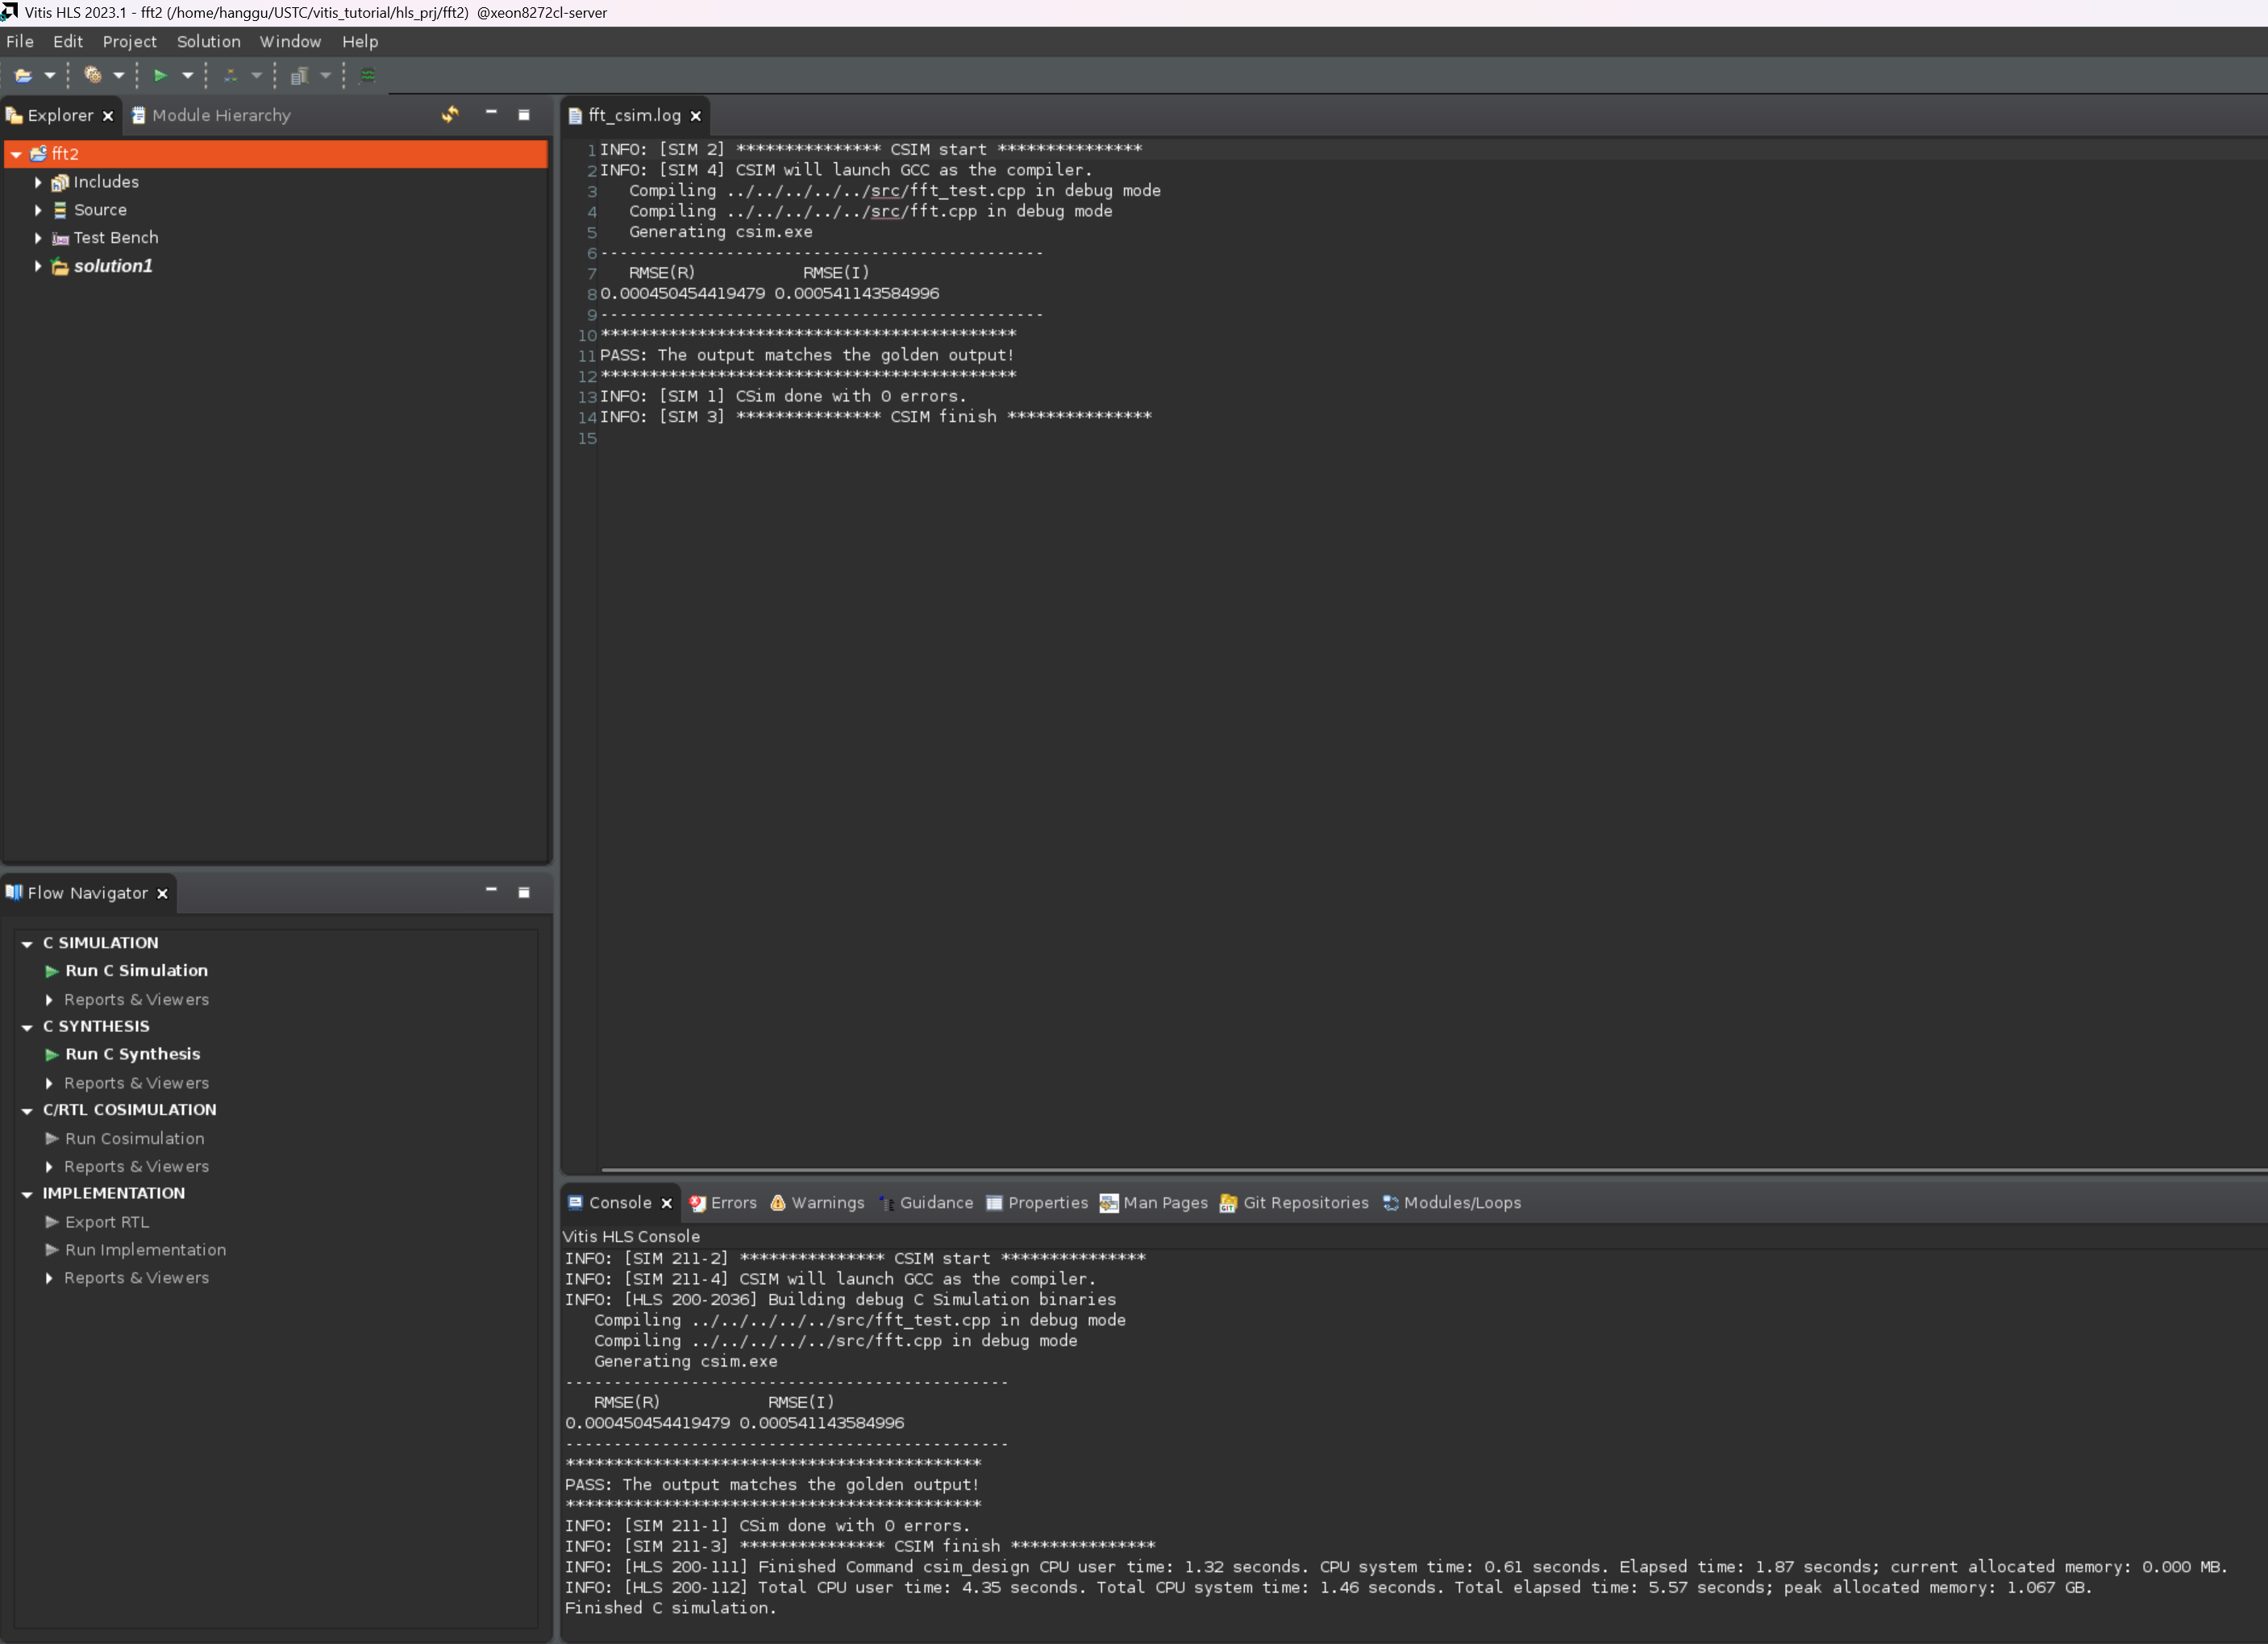 Vitis HLS 2023.1 - fft2 (/home/hanggu/USTC/vitis_tutorial/hls_prj/fft2) @xeon8272cl-server
File Edit Project Solution Window Help
Explorer Module Hierarchy
fft2
Includes
Source
Test Bench
solution1
fft_csim.log
1 INFO: [SIM 2] *************** CSIM start ***************
2 INFO: [SIM 4] CSIM will launch GCC as the compiler.
3    Compiling ../../../../../src/fft_test.cpp in debug mode
4    Compiling ../../../../../src/fft.cpp in debug mode
5    Generating csim.exe
6 ----------------------------------------------
7    RMSE(R)           RMSE(I)
8 0.000450454419479 0.000541143584996
9 ----------------------------------------------
10 *******************************************
11 PASS: The output matches the golden output!
12 *******************************************
13 INFO: [SIM 1] CSim done with 0 errors.
14 INFO: [SIM 3] *************** CSIM finish ***************
15
Flow Navigator
C SIMULATION
Run C Simulation
Reports & Viewers
C SYNTHESIS
Run C Synthesis
Reports & Viewers
C/RTL COSIMULATION
Run Cosimulation
Reports & Viewers
IMPLEMENTATION
Export RTL
Run Implementation
Reports & Viewers
Console Errors Warnings Guidance Properties Man Pages GIT Git Repositories Modules/Loops
Vitis HLS Console
INFO: [SIM 211-2] *************** CSIM start ***************
INFO: [SIM 211-4] CSIM will launch GCC as the compiler.
INFO: [HLS 200-2036] Building debug C Simulation binaries
   Compiling ../../../../../src/fft_test.cpp in debug mode
   Compiling ../../../../../src/fft.cpp in debug mode
   Generating csim.exe
----------------------------------------------
   RMSE(R)           RMSE(I)
0.000450454419479 0.000541143584996
----------------------------------------------
*******************************************
PASS: The output matches the golden output!
*******************************************
INFO: [SIM 211-1] CSim done with 0 errors.
INFO: [SIM 211-3] *************** CSIM finish ***************
INFO: [HLS 200-111] Finished Command csim_design CPU user time: 1.32 seconds. CPU system time: 0.61 seconds. Elapsed time: 1.87 seconds; current allocated memory: 0.000 MB.
INFO: [HLS 200-112] Total CPU user time: 4.35 seconds. Total CPU system time: 1.46 seconds. Total elapsed time: 5.57 seconds; peak allocated memory: 1.067 GB.
Finished C simulation.